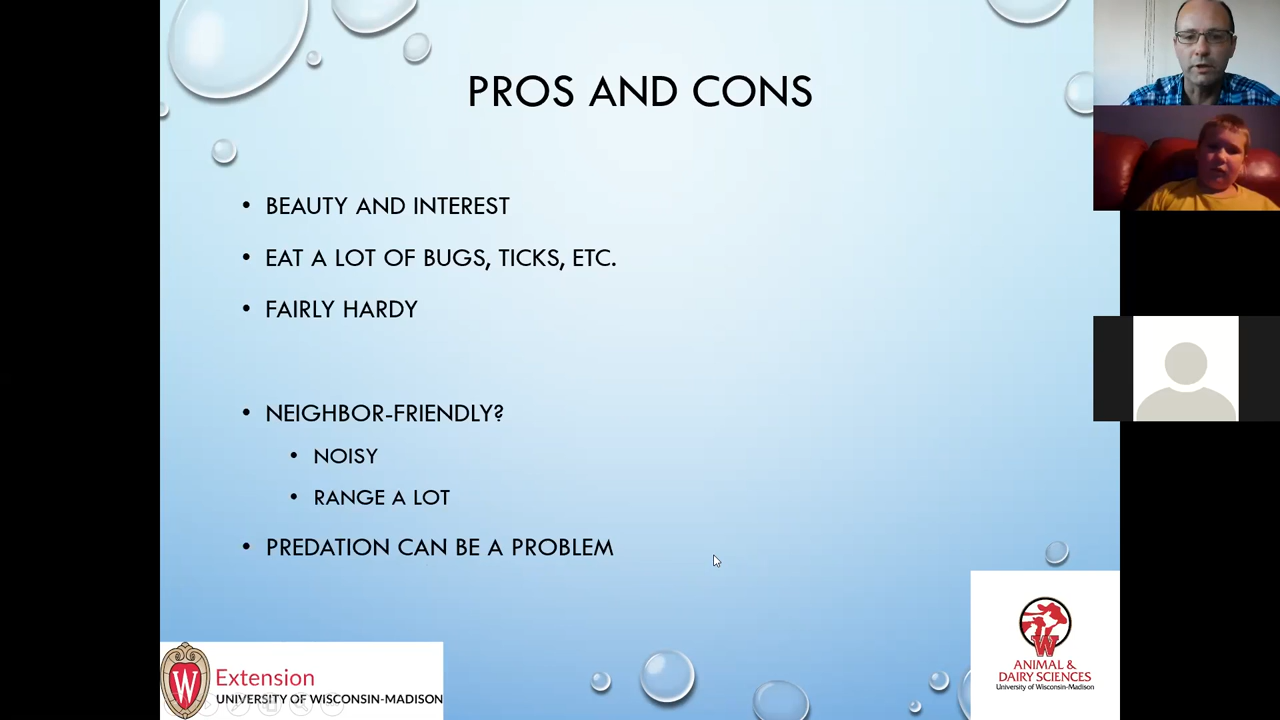 PROS AND CONS
• BEAUTY AND INTEREST
• EAT A LOT OF BUGS, TICKS, ETC.
• FAIRLY HARDY
• NEIGHBOR-FRIENDLY?
• NOISY
• RANGE A LOT
• PREDATION CAN BE A PROBLEM
W
Extension
UNIVERSITY OF WISCONSIN-MADISON
W
ANIMAL &
DAIRY SCIENCES
University of Wisconsin-Madison